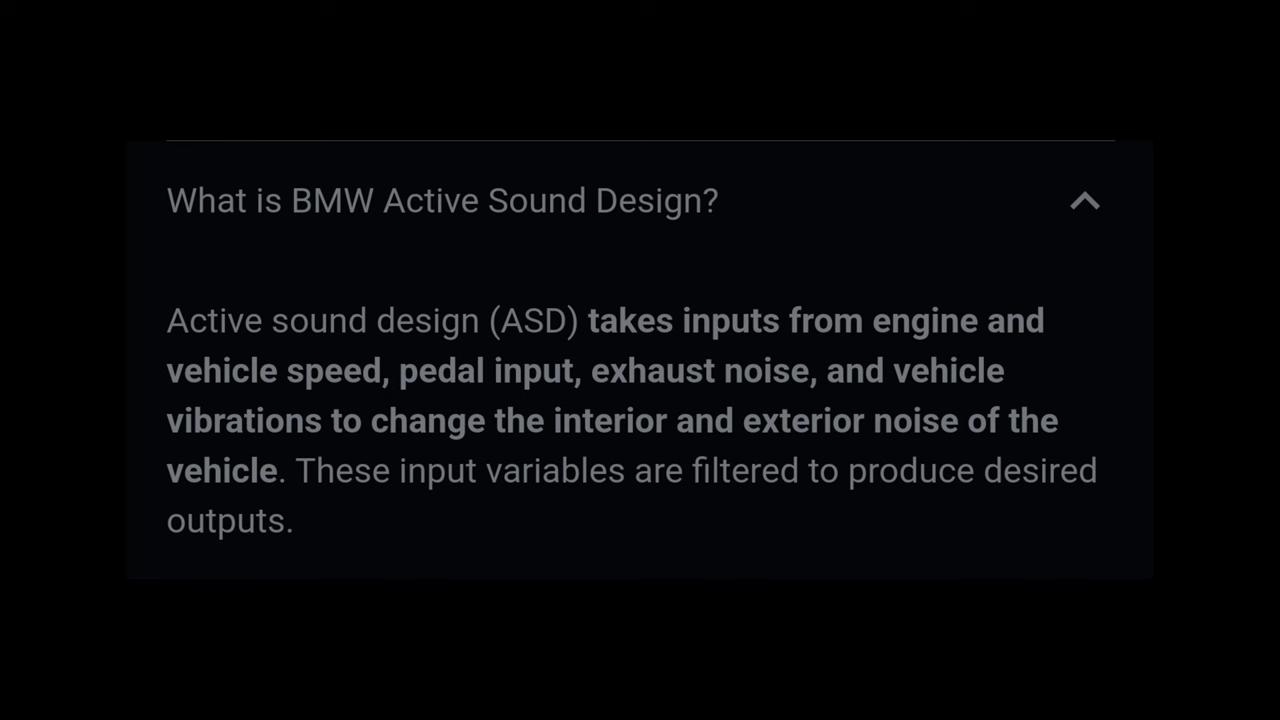 What is BMW Active Sound Design?
Active sound design (ASD) takes inputs from engine and
vehicle speed, pedal input, exhaust noise, and vehicle
vibrations to change the interior and exterior noise of the
vehicle. These input variables are filtered to produce desired
outputs.